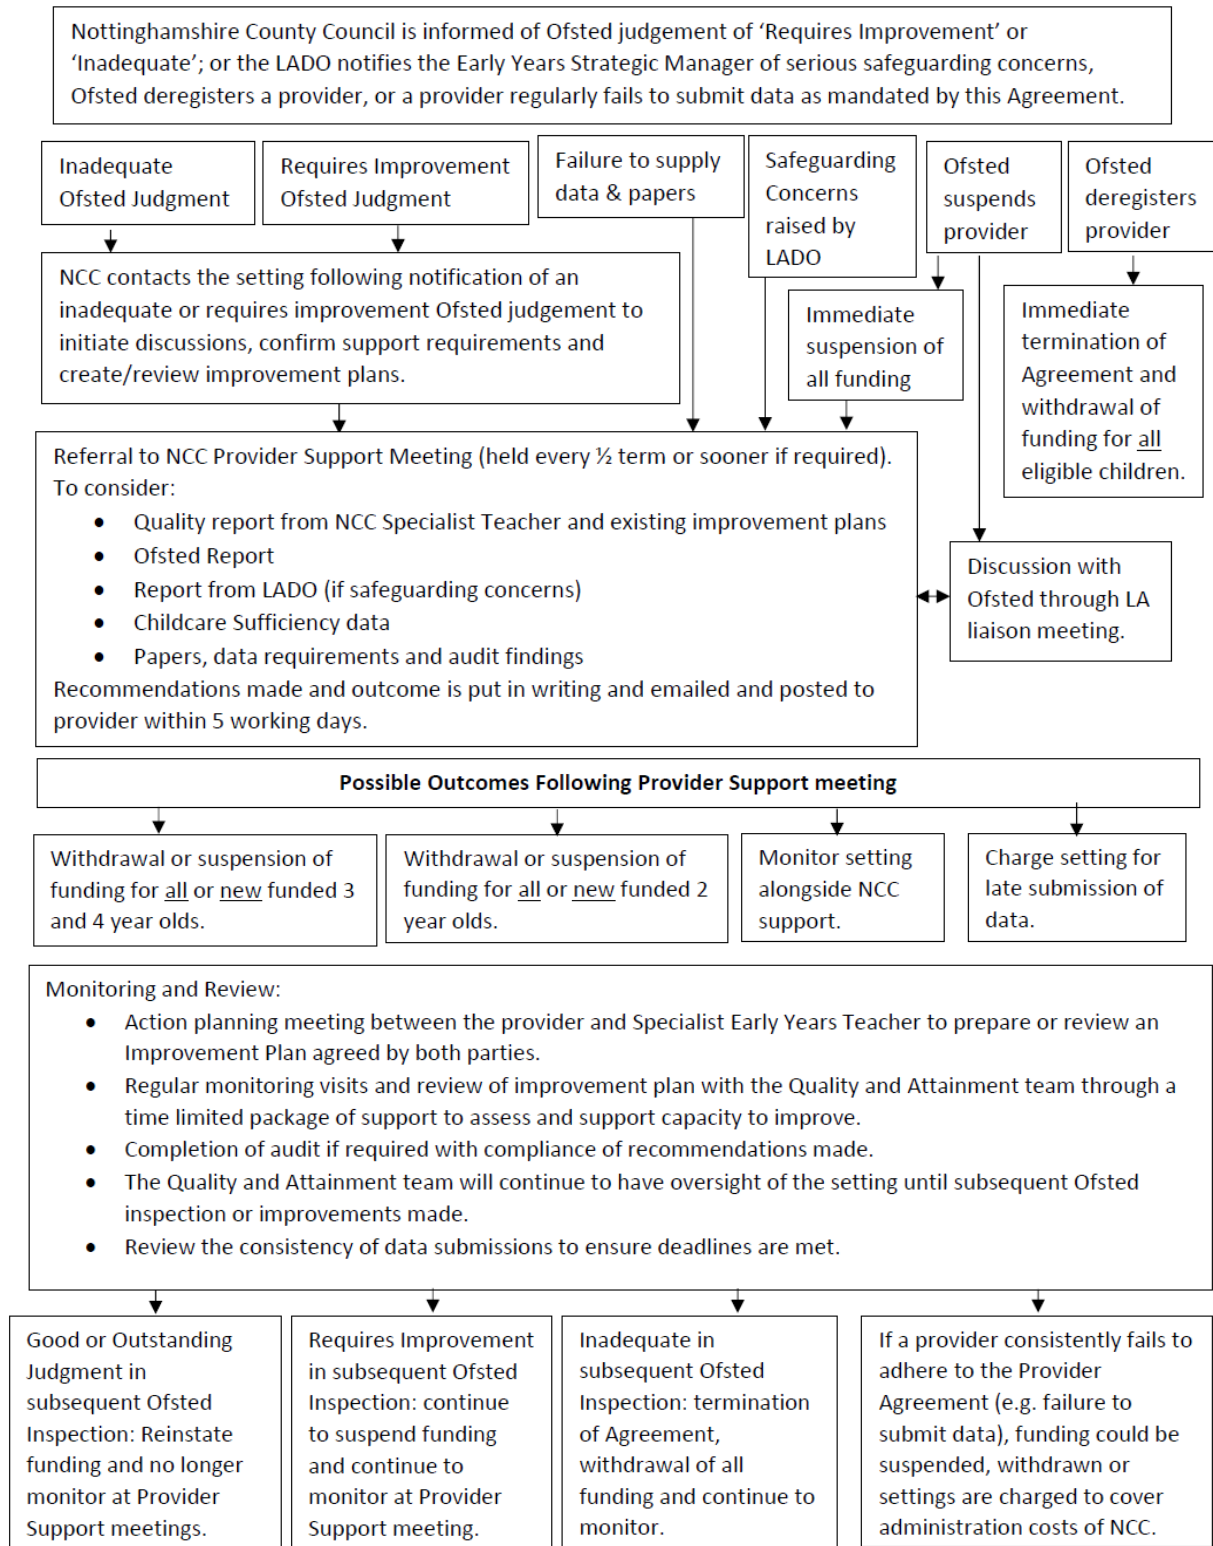 Nottinghamshire County Council is informed of Ofsted judgement of ‘Requires Improvement’ or
‘Inadequate’; or the LADO notifies the Early Years Strategic Manager of serious safeguarding concerns,
Ofsted deregisters a provider, or a provider regularly fails to submit data as mandated by this Agreement.
Inadequate
Ofsted Judgment
Requires Improvement
Ofsted Judgment
Failure to supply
data & papers
Safeguarding
Concerns
raised by
LADO
Ofsted
suspends
provider
Ofsted
deregisters
provider
NCC contacts the setting following notification of an
inadequate or requires improvement Ofsted judgement to
initiate discussions, confirm support requirements and
create/review improvement plans.
Immediate
suspension of
all funding
Immediate
termination of
Agreement and
withdrawal of
funding for all
eligible children.
Referral to NCC Provider Support Meeting (held every ½ term or sooner if required).
To consider:
• Quality report from NCC Specialist Teacher and existing improvement plans
• Ofsted Report
• Report from LADO (if safeguarding concerns)
• Childcare Sufficiency data
• Papers, data requirements and audit findings
Recommendations made and outcome is put in writing and emailed and posted to
provider within 5 working days.
Discussion with
Ofsted through LA
liaison meeting.
Possible Outcomes Following Provider Support meeting
Withdrawal or suspension of
funding for all or new funded 3
and 4 year olds.
Withdrawal or suspension of
funding for all or new funded 2
year olds.
Monitor setting
alongside NCC
support.
Charge setting for
late submission of
data.
Monitoring and Review:
• Action planning meeting between the provider and Specialist Early Years Teacher to prepare or review an
Improvement Plan agreed by both parties.
• Regular monitoring visits and review of improvement plan with the Quality and Attainment team through a
time limited package of support to assess and support capacity to improve.
• Completion of audit if required with compliance of recommendations made.
• The Quality and Attainment team will continue to have oversight of the setting until subsequent Ofsted
inspection or improvements made.
• Review the consistency of data submissions to ensure deadlines are met.
Good or Outstanding
Judgment in
subsequent Ofsted
Inspection: Reinstate
funding and no longer
monitor at Provider
Support meetings.
Requires Improvement
in subsequent Ofsted
Inspection: continue
to suspend funding
and continue to
monitor at Provider
Support meeting.
Inadequate in
subsequent Ofsted
Inspection: termination
of Agreement,
withdrawal of all
funding and continue to
monitor.
If a provider consistently fails to
adhere to the Provider
Agreement (e.g. failure to
submit data), funding could be
suspended, withdrawn or
settings are charged to cover
administration costs of NCC.